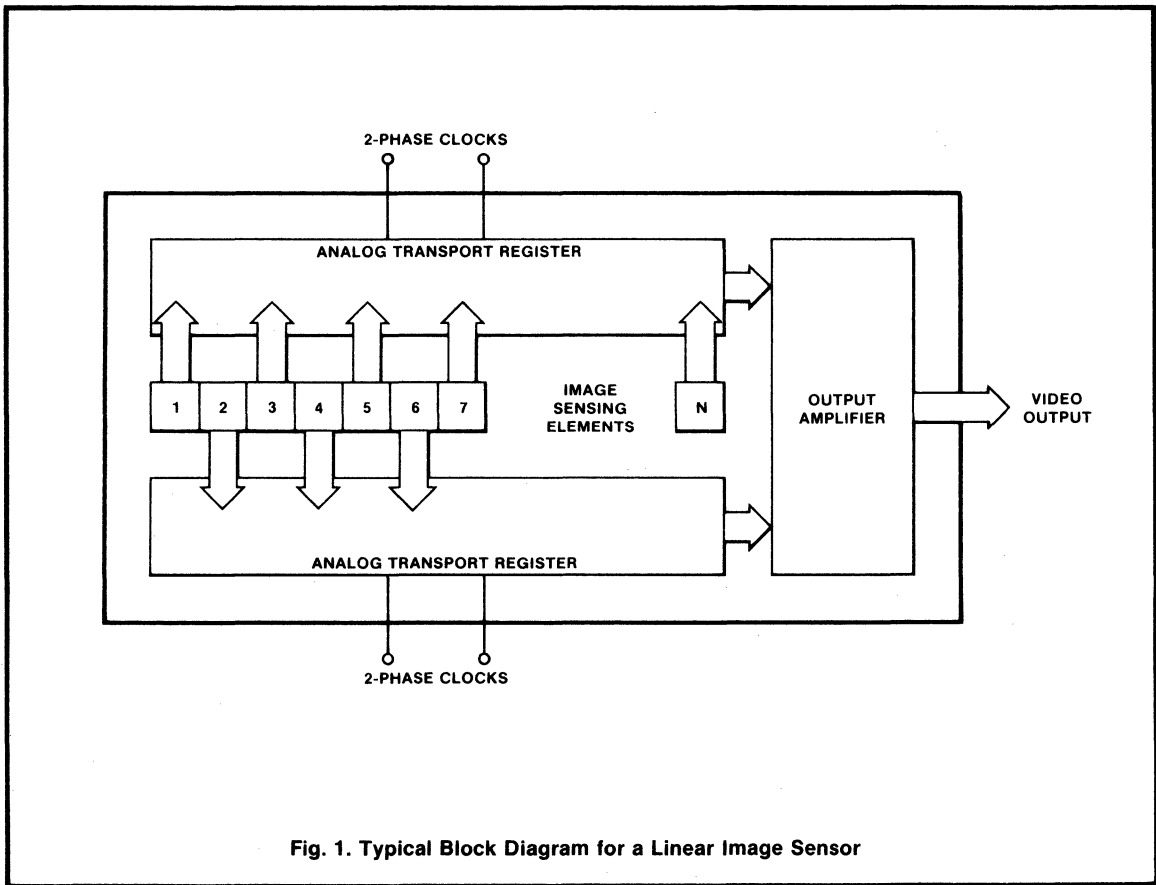 2-PHASE CLOCKS
ANALOG TRANSPORT REGISTER
1 2 3 4 5 6 7
IMAGE
SENSING
ELEMENTS
N
OUTPUT
AMPLIFIER
VIDEO
OUTPUT
ANALOG TRANSPORT REGISTER
2-PHASE CLOCKS
Fig. 1. Typical Block Diagram for a Linear Image Sensor